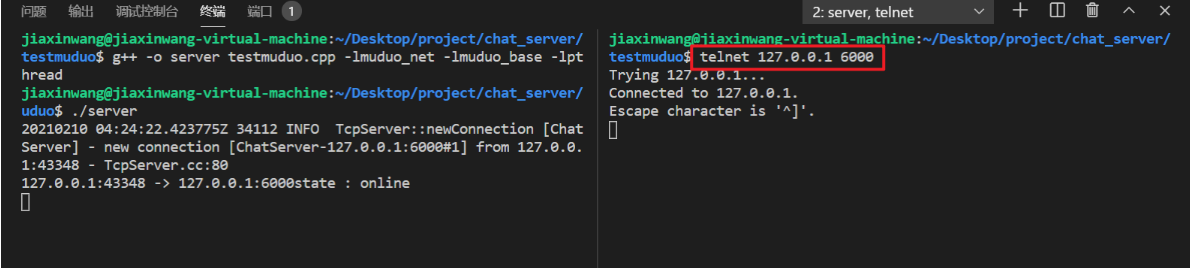 问题 输出 调试控制台 终端 端口 1 2: server, telnet
jiaxinwang@jiaxinwang-virtual-machine:~/Desktop/project/chat_server/
testmuduo$ g++ -o server testmuduo.cpp -lmuduo_net -lmuduo_base -lpt
hread
jiaxinwang@jiaxinwang-virtual-machine:~/Desktop/project/chat_server/
uduo$ ./server
20210210 04:24:22.423775Z 34112 INFO  TcpServer::newConnection [Chat
Server] - new connection [ChatServer-127.0.0.1:6000#1] from 127.0.0.
1:43348 - TcpServer.cc:80
127.0.0.1:43348 -> 127.0.0.1:6000state : online
jiaxinwang@jiaxinwang-virtual-machine:~/Desktop/project/chat_server/
testmuduo$ telnet 127.0.0.1 6000
Trying 127.0.0.1...
Connected to 127.0.0.1.
Escape character is '^]'.